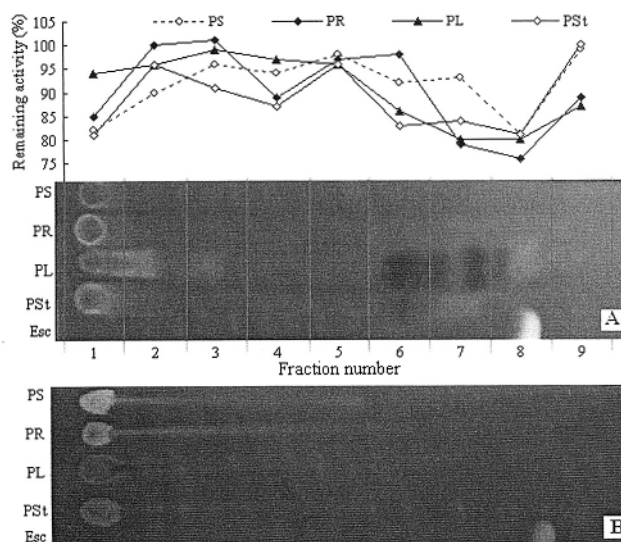 PS PR PL PSt
Remaining activity (%)
105
100
95
90
85
80
75
PS
PR
PL
PSt
Esc
A
1 2 3 4 5 6 7 8 9
Fraction number
PS
PR
PL
PSt
Esc
B